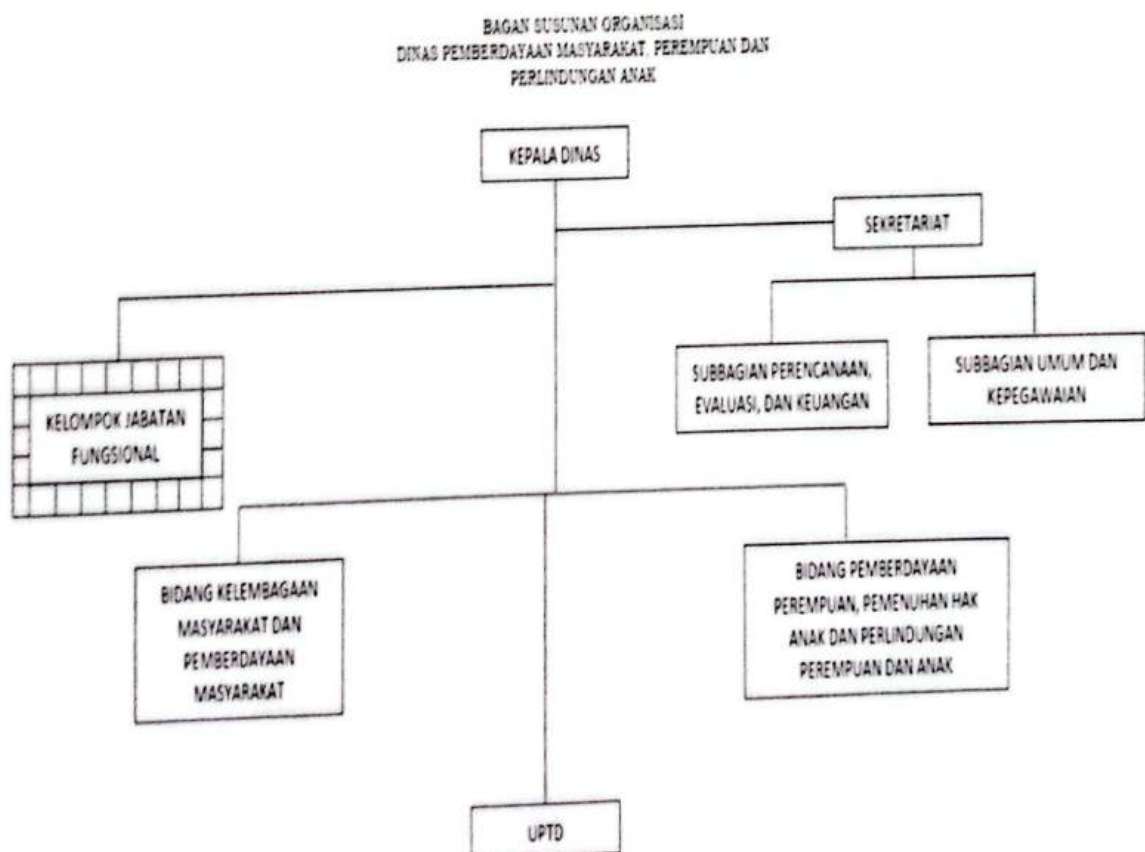 BAGAN SUSUNAN ORGANISASI
DINAS PEMBERDAYAAN MASYARAKAT, PEREMPUAN DAN
PERLINDUNGAN ANAK
KEPALA DINAS
SEKRETARIAT
SUBBAGIAN PERENCANAAN,
EVALUASI, DAN KEUANGAN
SUBBAGIAN UMUM DAN
KEPEGAWAIAN
KELOMPOK JABATAN
FUNGSIONAL
BIDANG KELEMBAGAAN
MASYARAKAT DAN
PEMBERDAYAAN
MASYARAKAT
BIDANG PEMBERDAYAAN
PEREMPUAN, PEMENUHAN HAK
ANAK DAN PERLINDUNGAN
PEREMPUAN DAN ANAK
UPTD